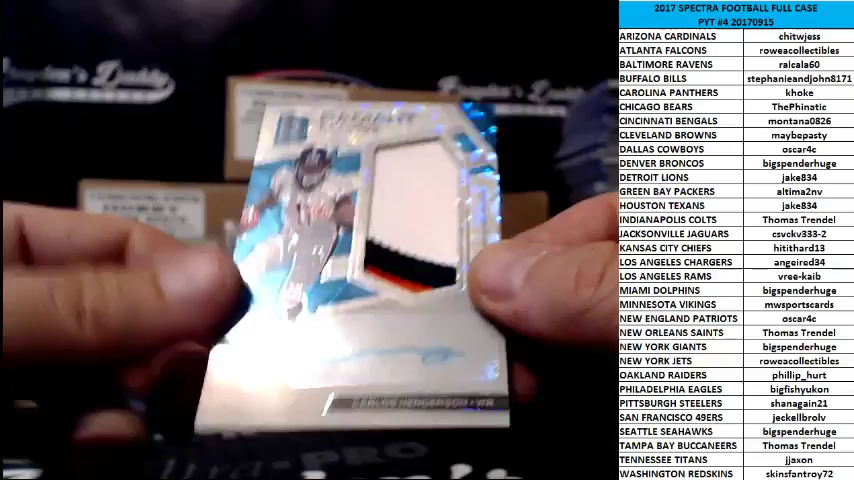 2017 SPECTRA FOOTBALL FULL CASE
PYT #4 20170915
ARIZONA CARDINALS chitwjess
ATLANTA FALCONS roweacollectibles
BALTIMORE RAVENS ralcala60
BUFFALO BILLS stephanieandjohn8171
CAROLINA PANTHERS khoke
CHICAGO BEARS ThePhinatic
CINCINNATI BENGALS montana0826
CLEVELAND BROWNS maybepasty
DALLAS COWBOYS oscar4c
DENVER BRONCOS bigspenderhuge
DETROIT LIONS jake834
GREEN BAY PACKERS altima2nv
HOUSTON TEXANS jake834
INDIANAPOLIS COLTS Thomas Trendel
JACKSONVILLE JAGUARS csvckv333-2
KANSAS CITY CHIEFS hitithard13
LOS ANGELES CHARGERS angeired34
LOS ANGELES RAMS vree-kaib
MIAMI DOLPHINS bigspenderhuge
MINNESOTA VIKINGS mwsportscards
NEW ENGLAND PATRIOTS oscar4c
NEW ORLEANS SAINTS Thomas Trendel
NEW YORK GIANTS bigspenderhuge
NEW YORK JETS roweacollectibles
OAKLAND RAIDERS phillip_hurt
PHILADELPHIA EAGLES bigfishyukon
PITTSBURGH STEELERS shanagain21
SAN FRANCISCO 49ERS jeckellbrolv
SEATTLE SEAHAWKS bigspenderhuge
TAMPA BAY BUCCANEERS Thomas Trendel
TENNESSEE TITANS jjaxon
WASHINGTON REDSKINS skinsfantroy72
Daddy
CARLOS HENDERSON - WR
Ultra-PRO